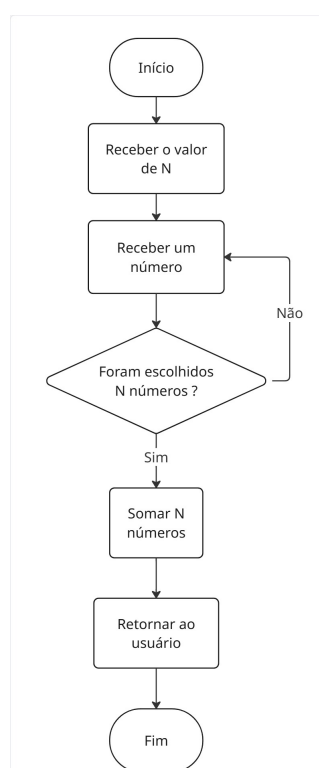 Início
Receber o valor
de N
Receber um
número
Não
Foram escolhidos
N números ?
Sim
Somar N
números
Retornar ao
usuário
Fim